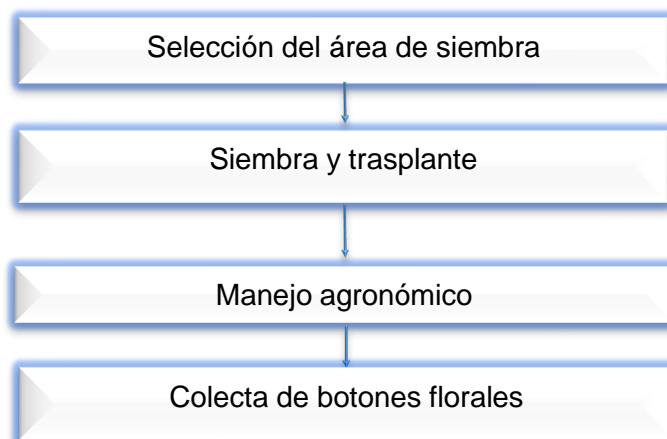 Selección del área de siembra
Siembra y trasplante
Manejo agronómico
Colecta de botones florales